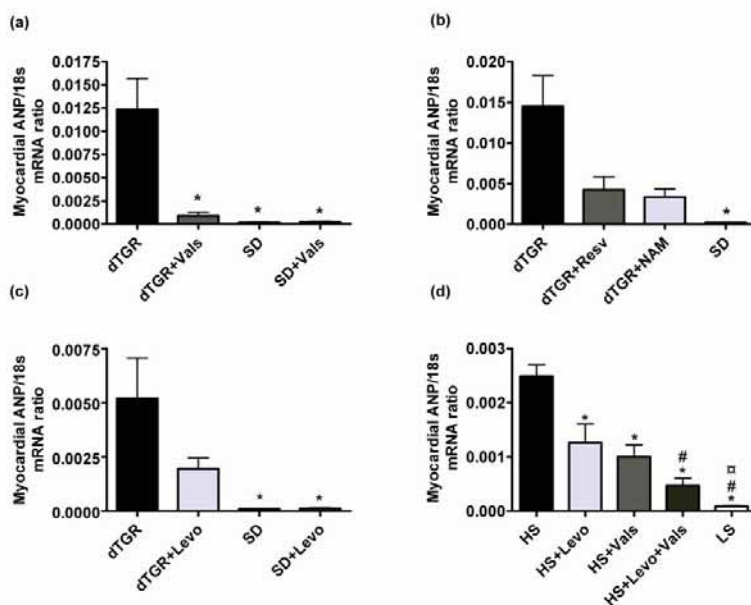 (a)
Myocardial ANP/18s
mRNA ratio
0.0175
0.0150
0.0125
0.0100
0.0075
0.0050
0.0025
0.0000
*
*
*
dTGR
dTGR+Vals
SD
SD+Vals
(b)
Myocardial ANP/18s
mRNA ratio
0.020
0.015
0.010
0.005
0.000
*
dTGR
dTGR+Resv
dTGR+NAM
SD
(c)
Myocardial ANP/18s
mRNA ratio
0.0075
0.0050
0.0025
0.0000
*
*
dTGR
dTGR+Levo
SD
SD+Levo
(d)
Myocardial ANP/18s
mRNA ratio
0.003
0.002
0.001
0.000
*
*
#
*
¤
#
*
HS
HS+Levo
HS+Vals
HS+Levo+Vals
LS